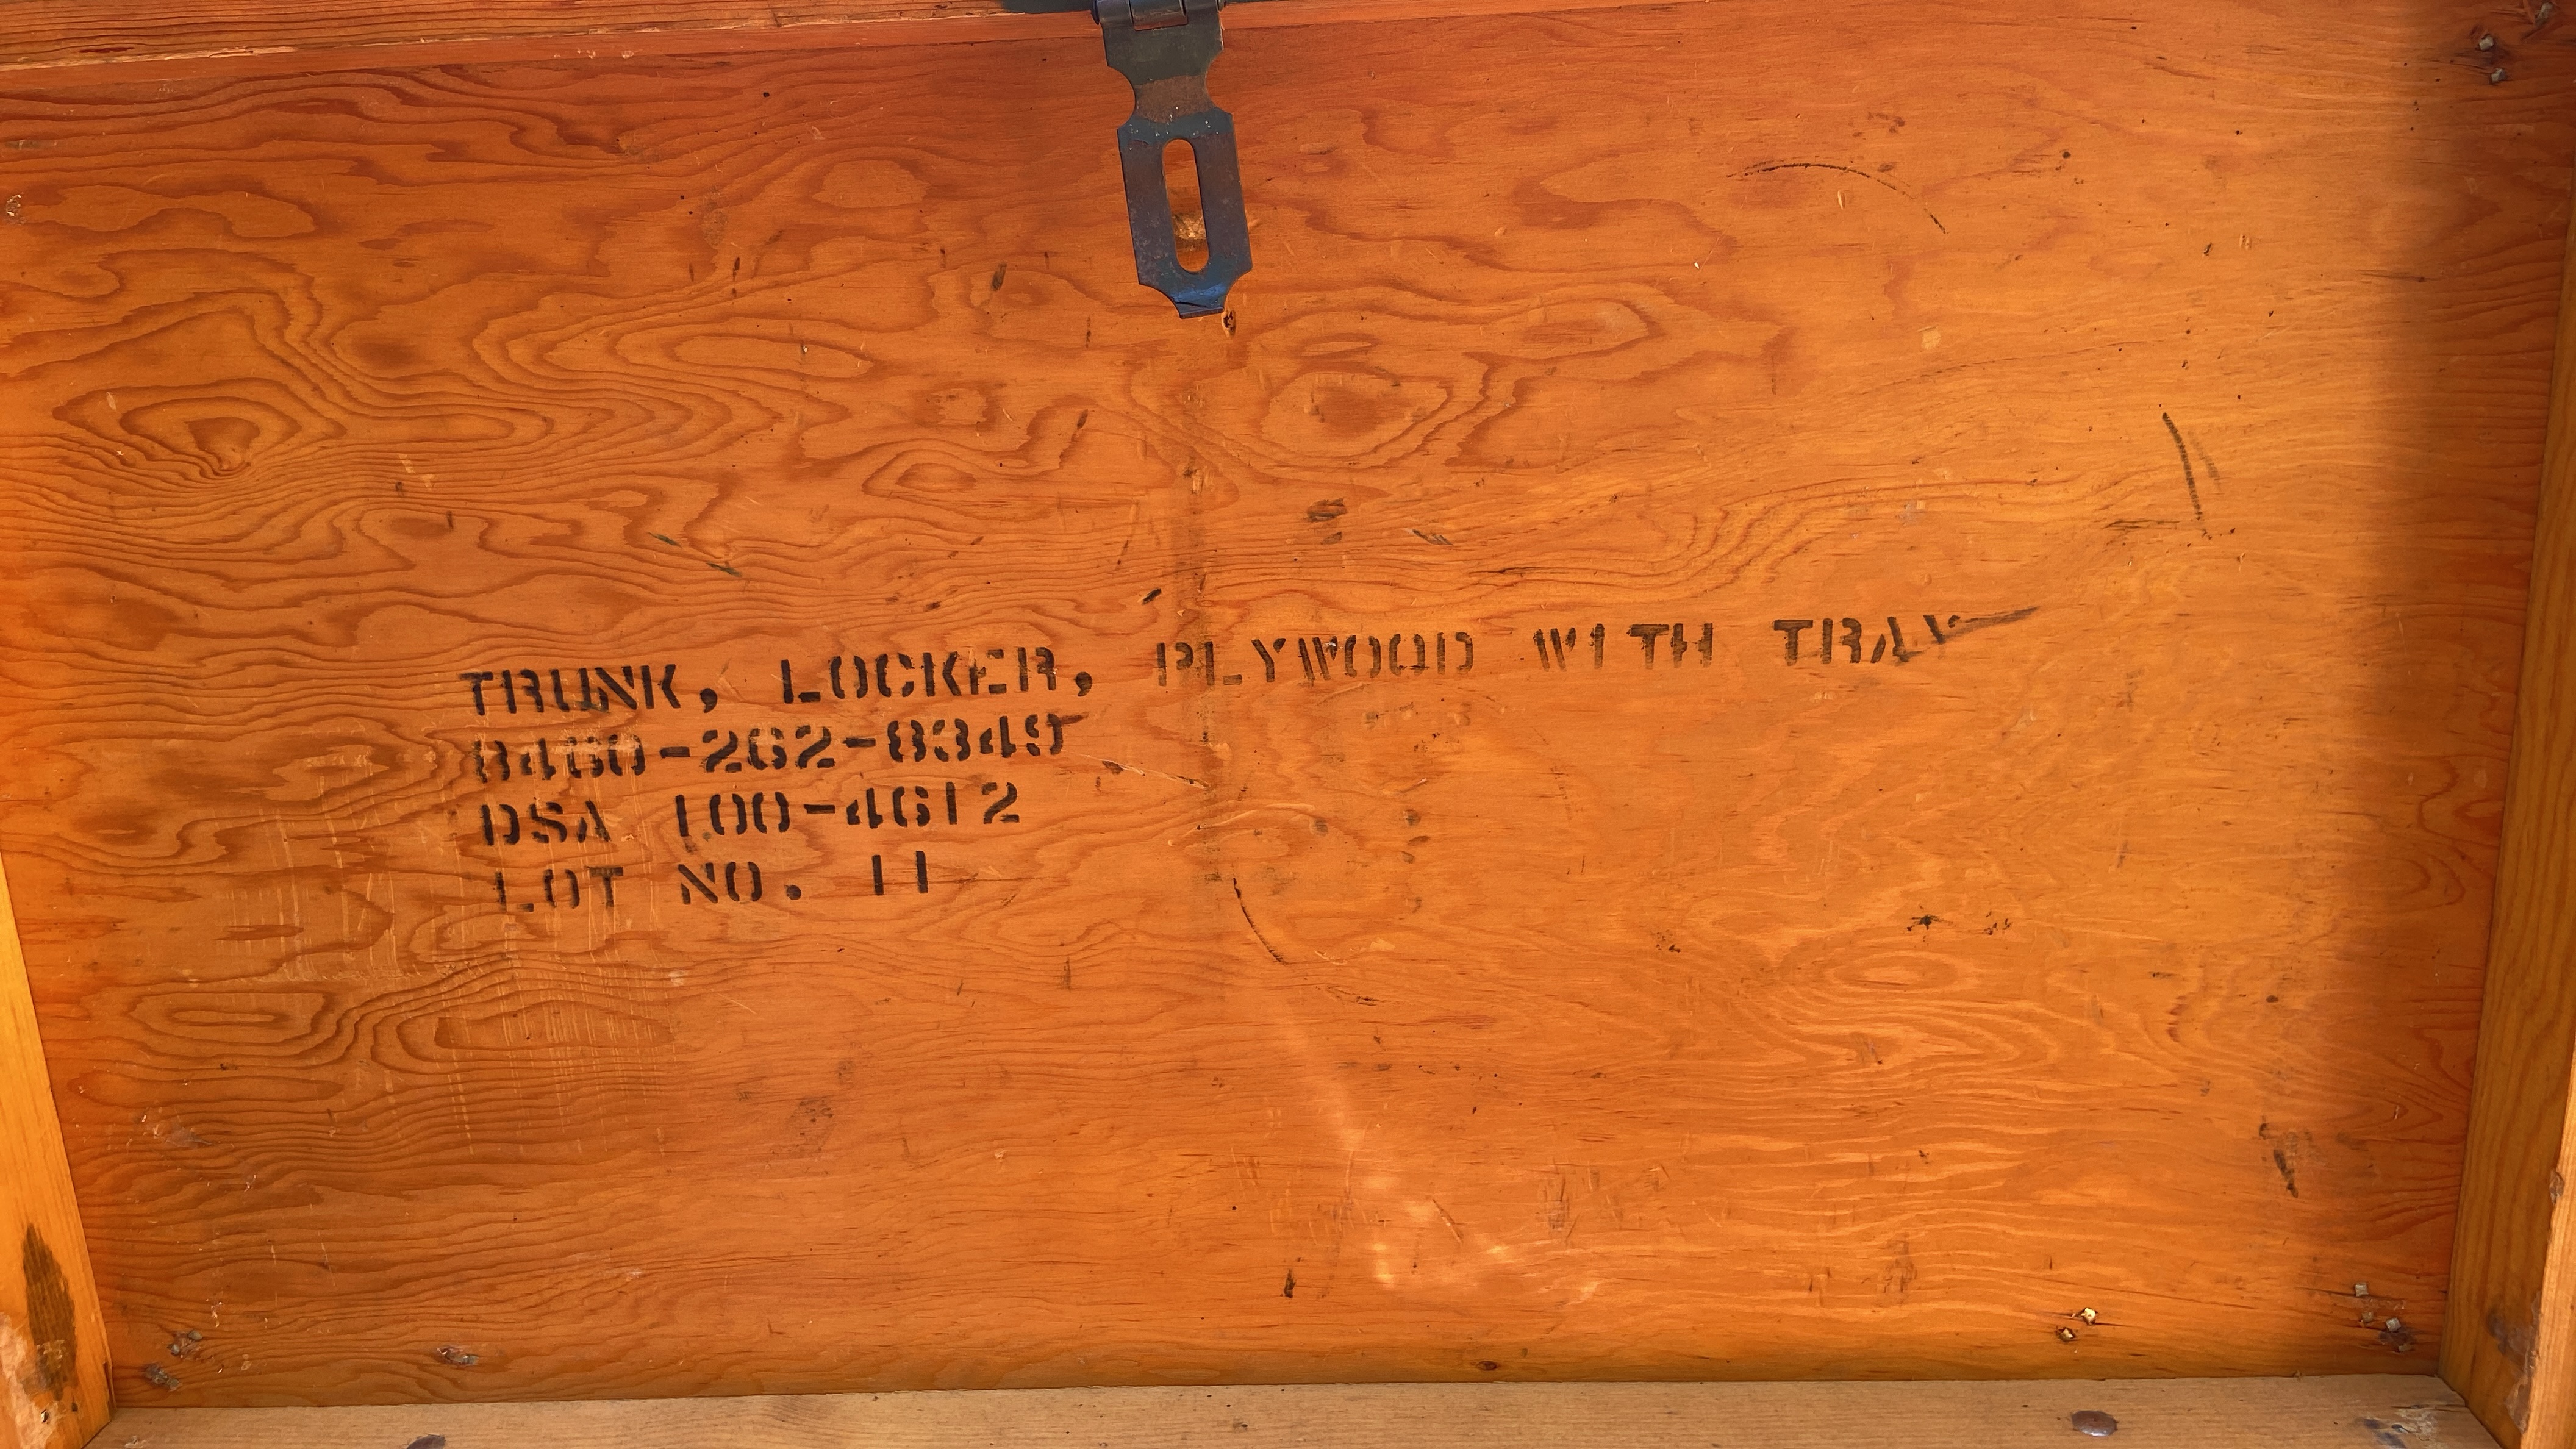 TRUNK, LOCKER, PLYWOOD WITH TRAY
8460-262-8349
DSA 100-4612
LOT NO. 11